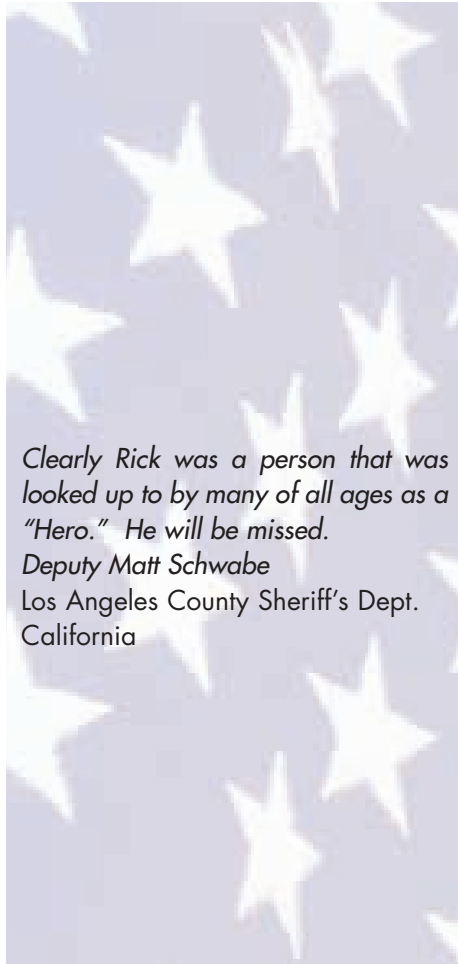 Clearly Rick was a person that was
looked up to by many of all ages as a
“Hero.”  He will be missed.
Deputy Matt Schwabe
Los Angeles County Sheriff’s Dept.
California